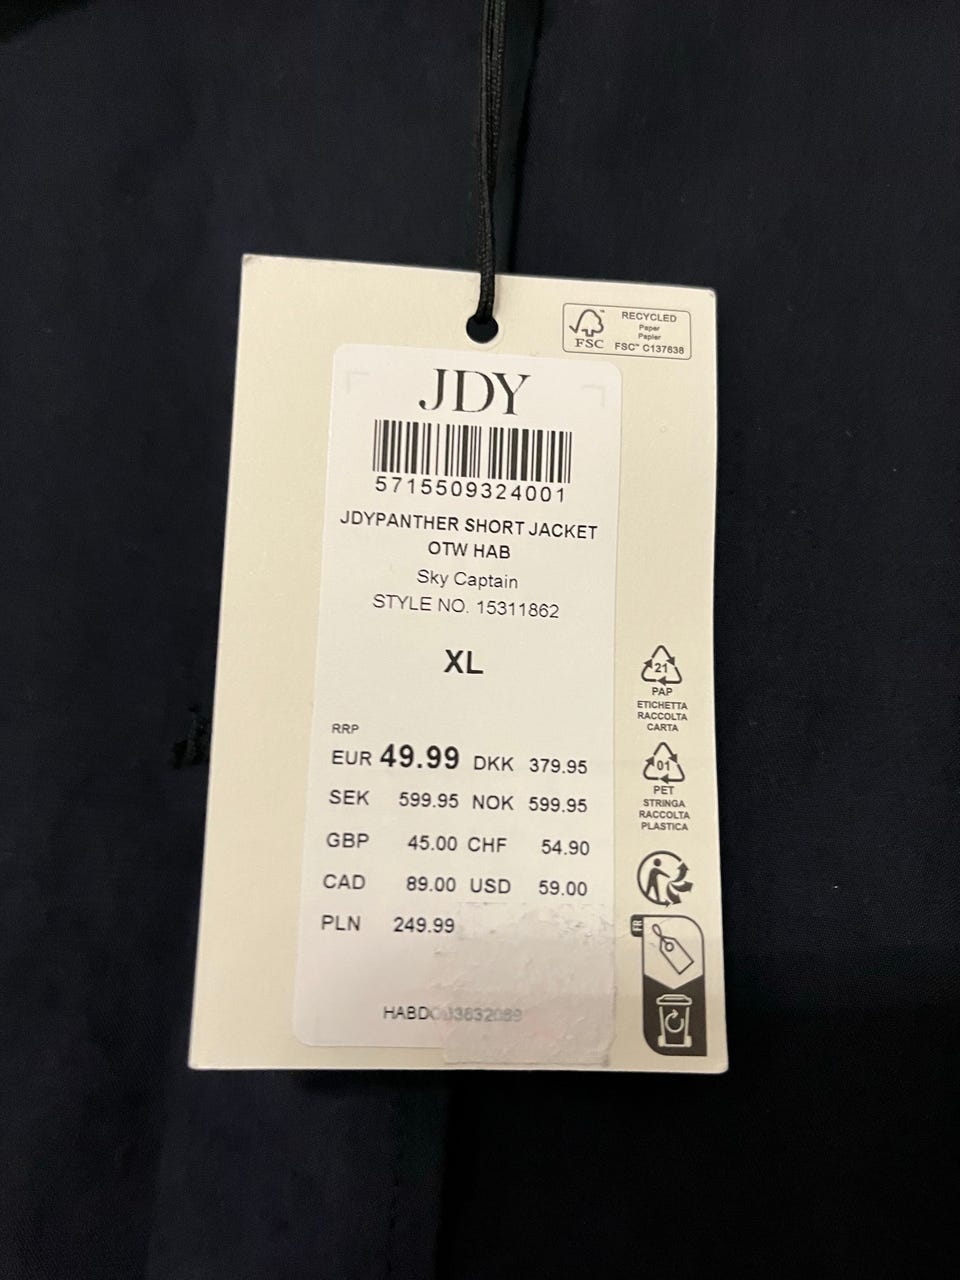 RECYCLED
Paper
Papier
FSC™ C137638
FSC™
JDY
5715509324001
JDYPANTHER SHORT JACKET
OTW HAB
Sky Captain
STYLE NO. 15311862
XL
RRP
EUR 49.99 DKK 379.95
SEK 599.95 NOK 599.95
GBP 45.00 CHF 54.90
CAD 89.00 USD 59.00
PLN 249.99
21
PAP
ETICHETTA
RACCOLTA
CARTA
01
PET
STRINGA
RACCOLTA
PLASTICA
FR